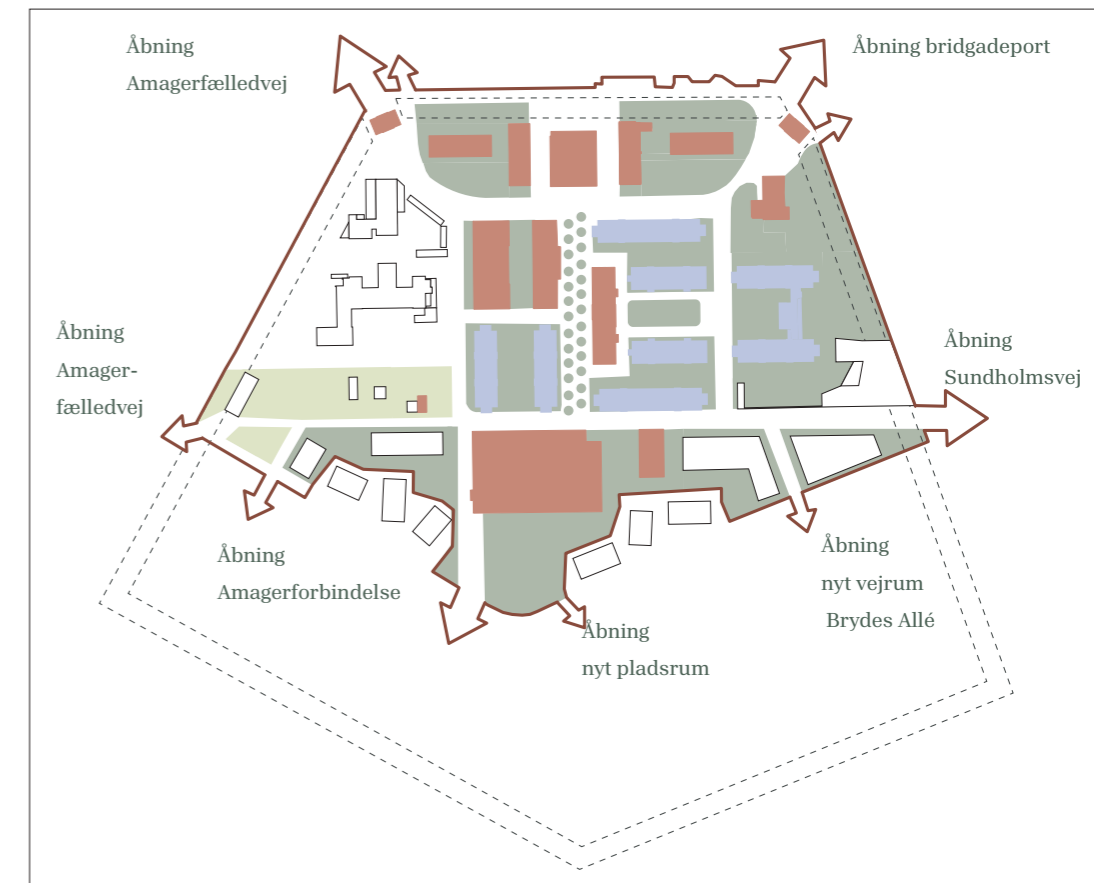 Åbning
Amagerfælledvej
Åbning bridgadeport
Åbning
Amager-
fælledvej
Åbning
Sundholmsvej
Åbning
Amagerforbindelse
Åbning
nyt vejrum
Brydes Allé
Åbning
nyt pladsrum